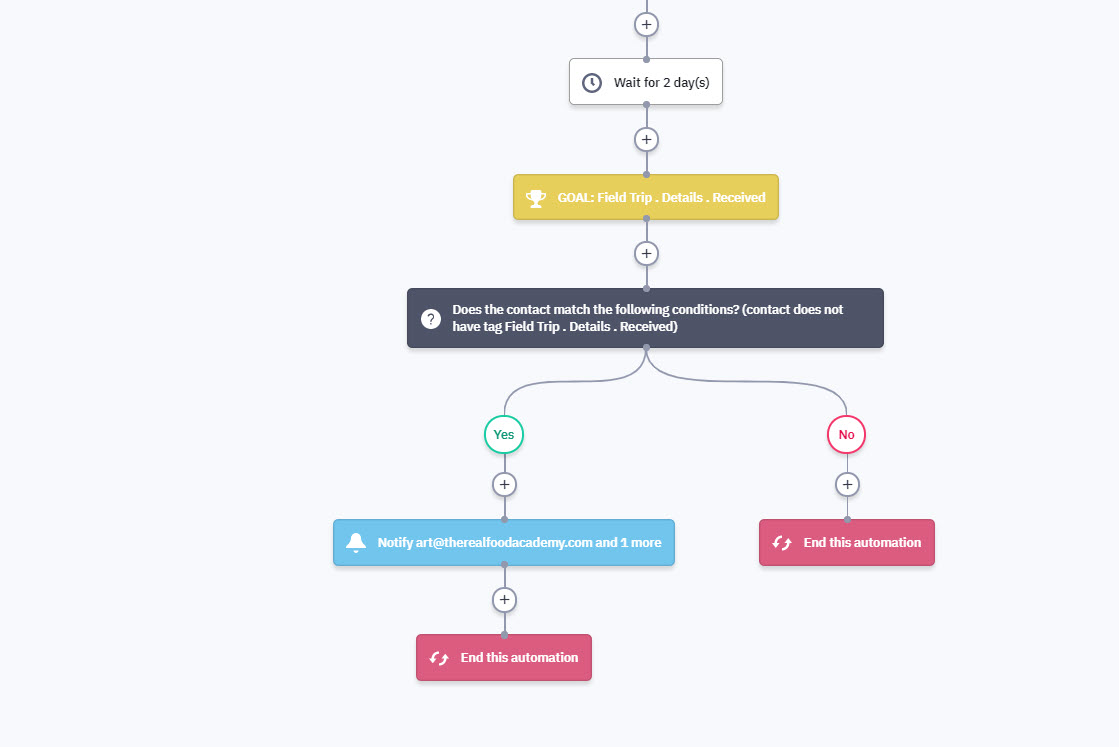 Wait for 2 day(s)
GOAL: Field Trip . Details . Received
Does the contact match the following conditions? (contact does not
have tag Field Trip . Details . Received)
Yes
No
Notify art@therealfoodacademy.com and 1 more
End this automation
End this automation